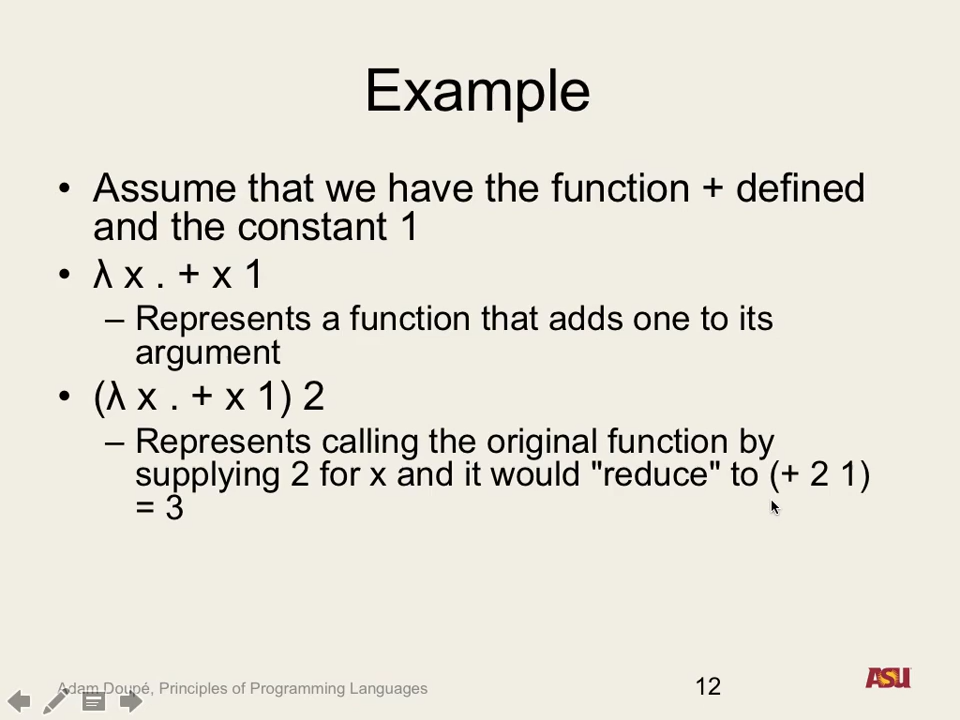 Example
• Assume that we have the function + defined
and the constant 1
• λ x . + x 1
– Represents a function that adds one to its
argument
• (λ x . + x 1) 2
– Represents calling the original function by
supplying 2 for x and it would "reduce" to (+ 2 1)
= 3
Adam Doupé, Principles of Programming Languages
12
ASU